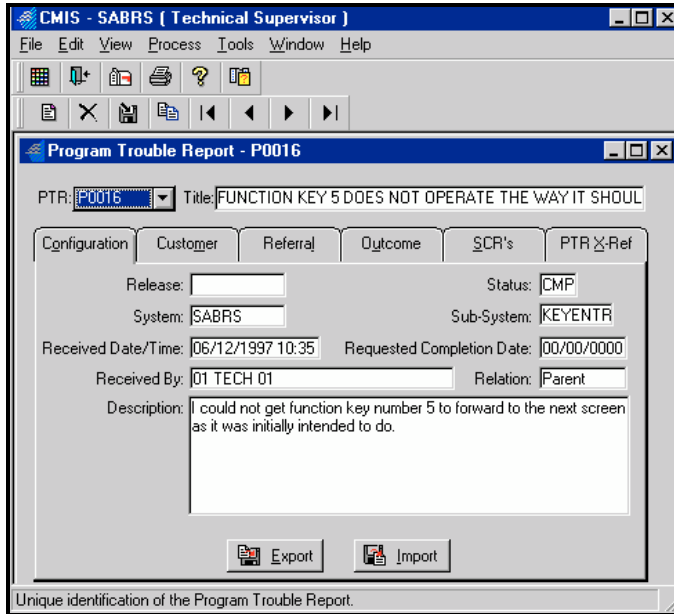 CMIS - SABRS ( Technical Supervisor )
File Edit View Process Tools Window Help
Program Trouble Report - P0016
PTR: P0016 Title: FUNCTION KEY 5 DOES NOT OPERATE THE WAY IT SHOUL
Configuration Customer Referral Outcome SCR's PTR X-Ref
Release: Status: CMP
System: SABRS Sub-System: KEYENTR
Received Date/Time: 06/12/1997 10:35 Requested Completion Date: 00/00/0000
Received By: 01 TECH 01 Relation: Parent
Description: I could not get function key number 5 to forward to the next screen
as it was initially intended to do.
Export Import
Unique identification of the Program Trouble Report.